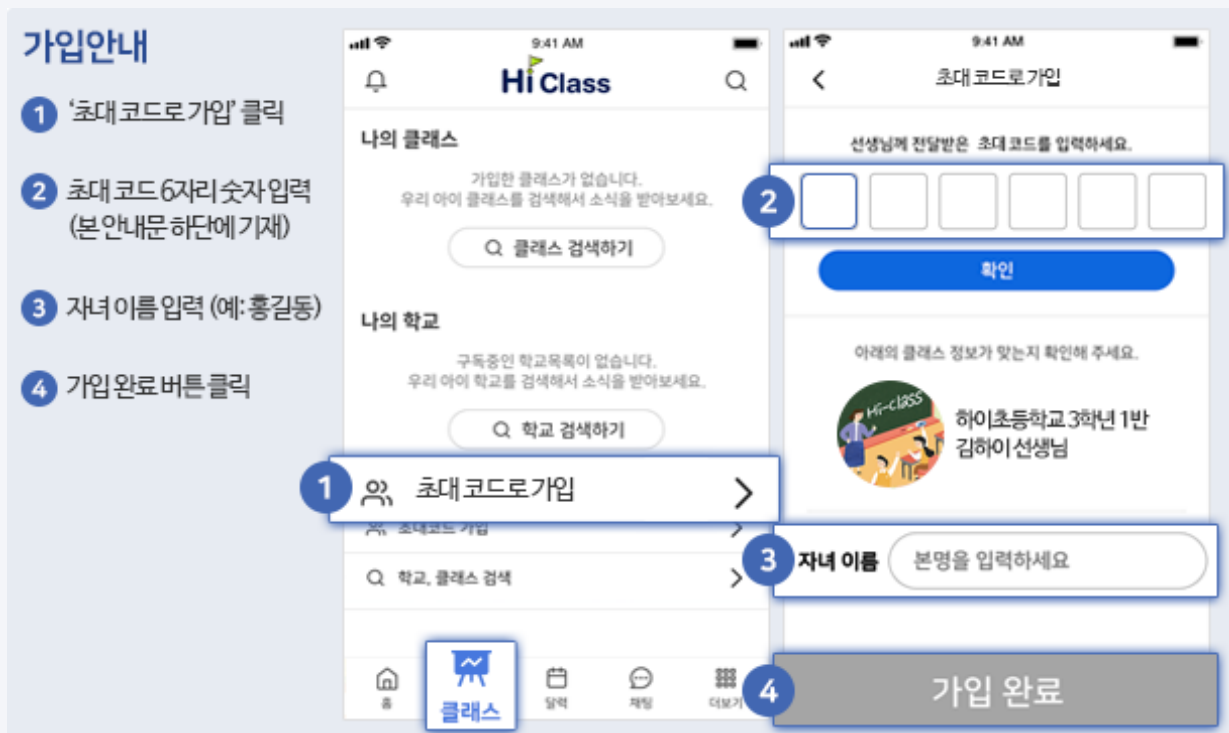 가입안내
1 '초대 코드로 가입' 클릭
2 초대 코드 6자리 숫자 입력
(본 안내문 하단에 기재)
3 자녀 이름 입력 (예: 홍길동)
4 가입 완료 버튼 클릭
9:41 AM
Hi Class
나의 클래스
가입한 클래스가 없습니다.
우리 아이 클래스를 검색해서 소식을 받아보세요.
클래스 검색하기
나의 학교
구독중인 학교목록이 없습니다.
우리 아이 학교를 검색해서 소식을 받아보세요.
학교 검색하기
1 초대 코드로 가입
초대코드 가입
학교, 클래스 검색
홈
클래스
달력
채팅
더보기
9:41 AM
초대 코드로 가입
선생님께 전달받은 초대 코드를 입력하세요.
2
확인
아래의 클래스 정보가 맞는지 확인해 주세요.
Hi-class
하이초등학교 3학년 1반
김하이 선생님
3 자녀 이름 본명을 입력하세요
4 가입 완료